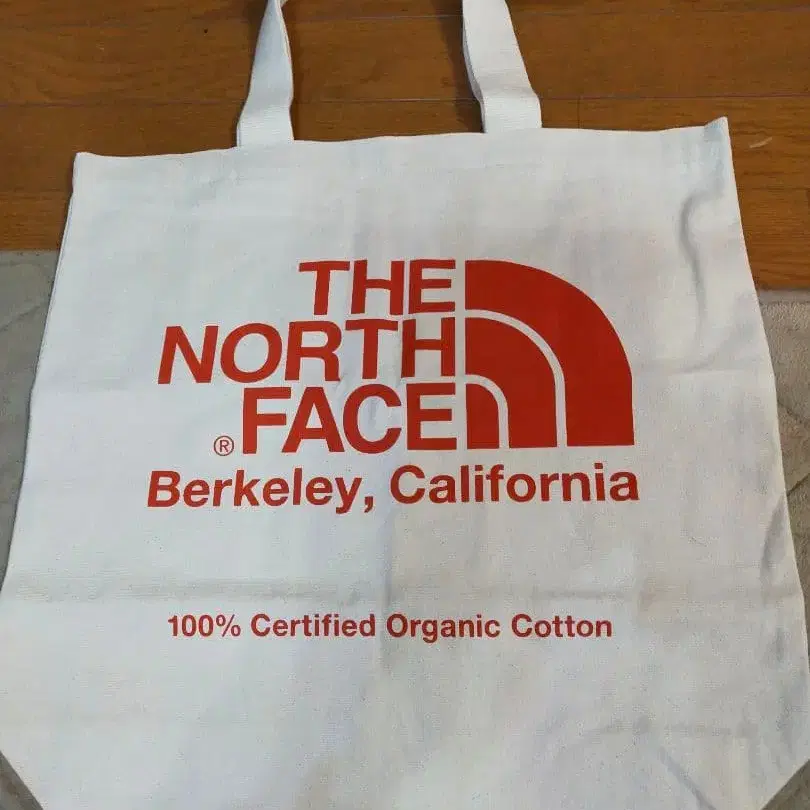 THE
NORTH
® FACE
Berkeley, California
100% Certified Organic Cotton